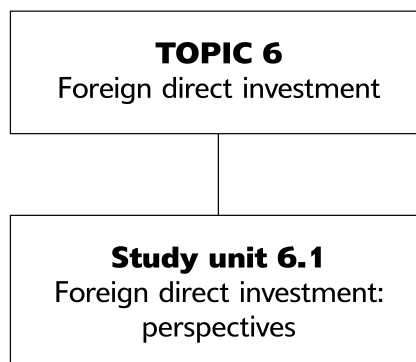 TOPIC 6
Foreign direct investment
Study unit 6.1
Foreign direct investment:
perspectives